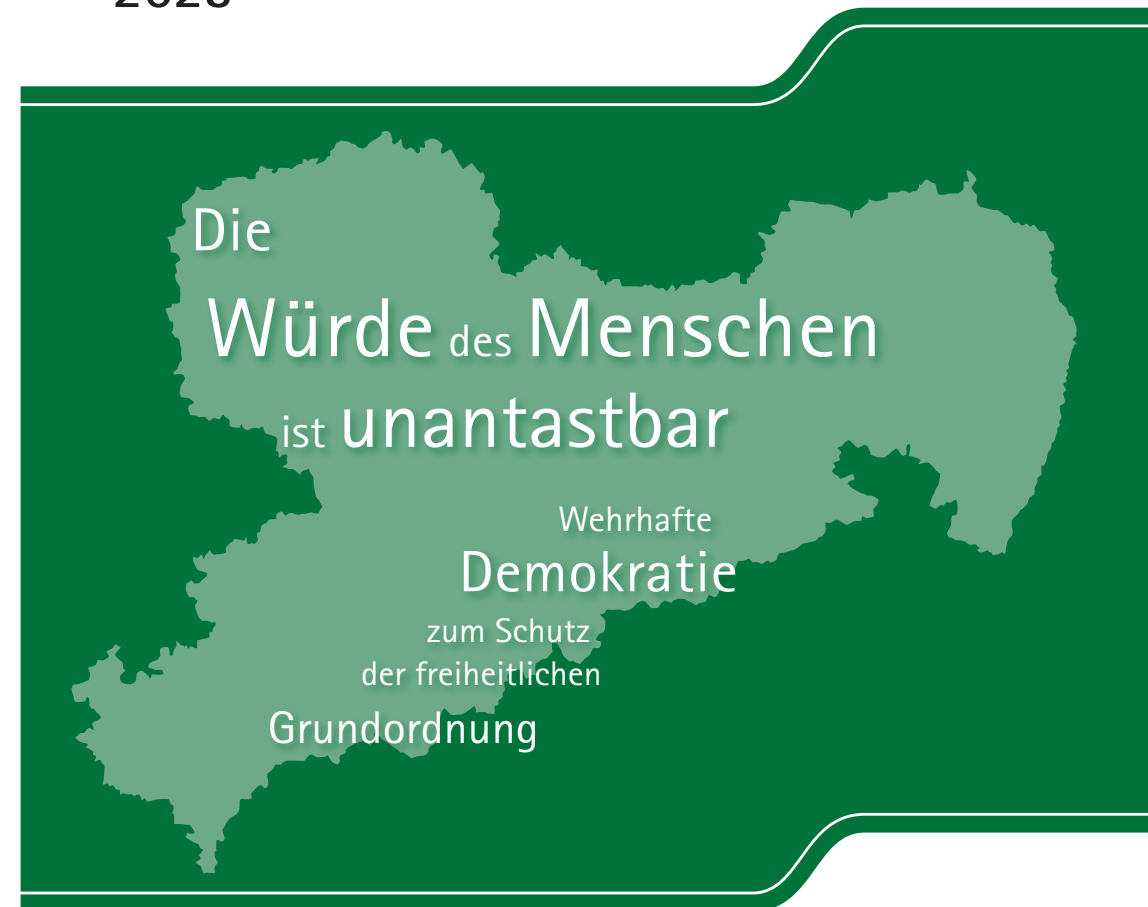 Die
Würde des Menschen
ist unantastbar
Wehrhafte
Demokratie
zum Schutz
der freiheitlichen
Grundordnung